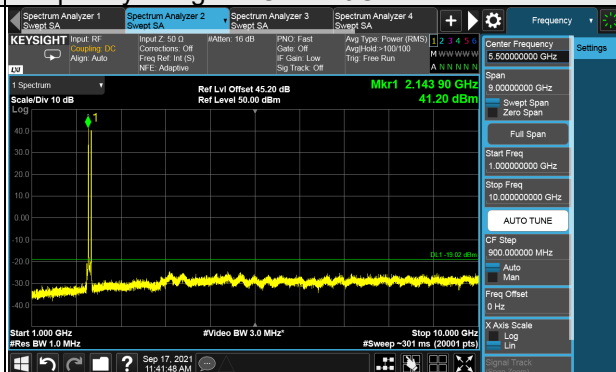 Spectrum Analyzer 1
Swept SA
Spectrum Analyzer 2
Swept SA
Spectrum Analyzer 3
Swept SA
Spectrum Analyzer 4
Swept SA
Frequency
KEYSIGHT
LXI
Input: RF
Coupling: DC
Align: Auto
Input Z: 50 Ω
Corrections: Off
Freq Ref: Int (S)
NFE: Adaptive
#Atten: 16 dB
PNO: Fast
Gate: Off
IF Gain: Low
Sig Track: Off
Avg Type: Power (RMS)
Avg|Hold:>100/100
Trig: Free Run
1 2 3 4 5 6
M W W W W W
A N N N N N
1 Spectrum
Scale/Div 10 dB
Log
Ref Lvl Offset 45.20 dB
Ref Level 50.00 dBm
Mkr1 2.143 90 GHz
41.20 dBm
1
40.0
30.0
20.0
10.0
0.00
-10.0
-20.0
-30.0
-40.0
DL1 -19.02 dBm
Start 1.000 GHz
#Res BW 1.0 MHz
#Video BW 3.0 MHz*
Stop 10.000 GHz
#Sweep ~301 ms (20001 pts)
Sep 17, 2021
11:41:48 AM
Settings
Center Frequency
5.500000000 GHz
Span
9.00000000 GHz
Swept Span
Zero Span
Full Span
Start Freq
1.000000000 GHz
Stop Freq
10.000000000 GHz
AUTO TUNE
CF Step
900.000000 MHz
Auto
Man
Freq Offset
0 Hz
X Axis Scale
Log
Lin
Signal Track